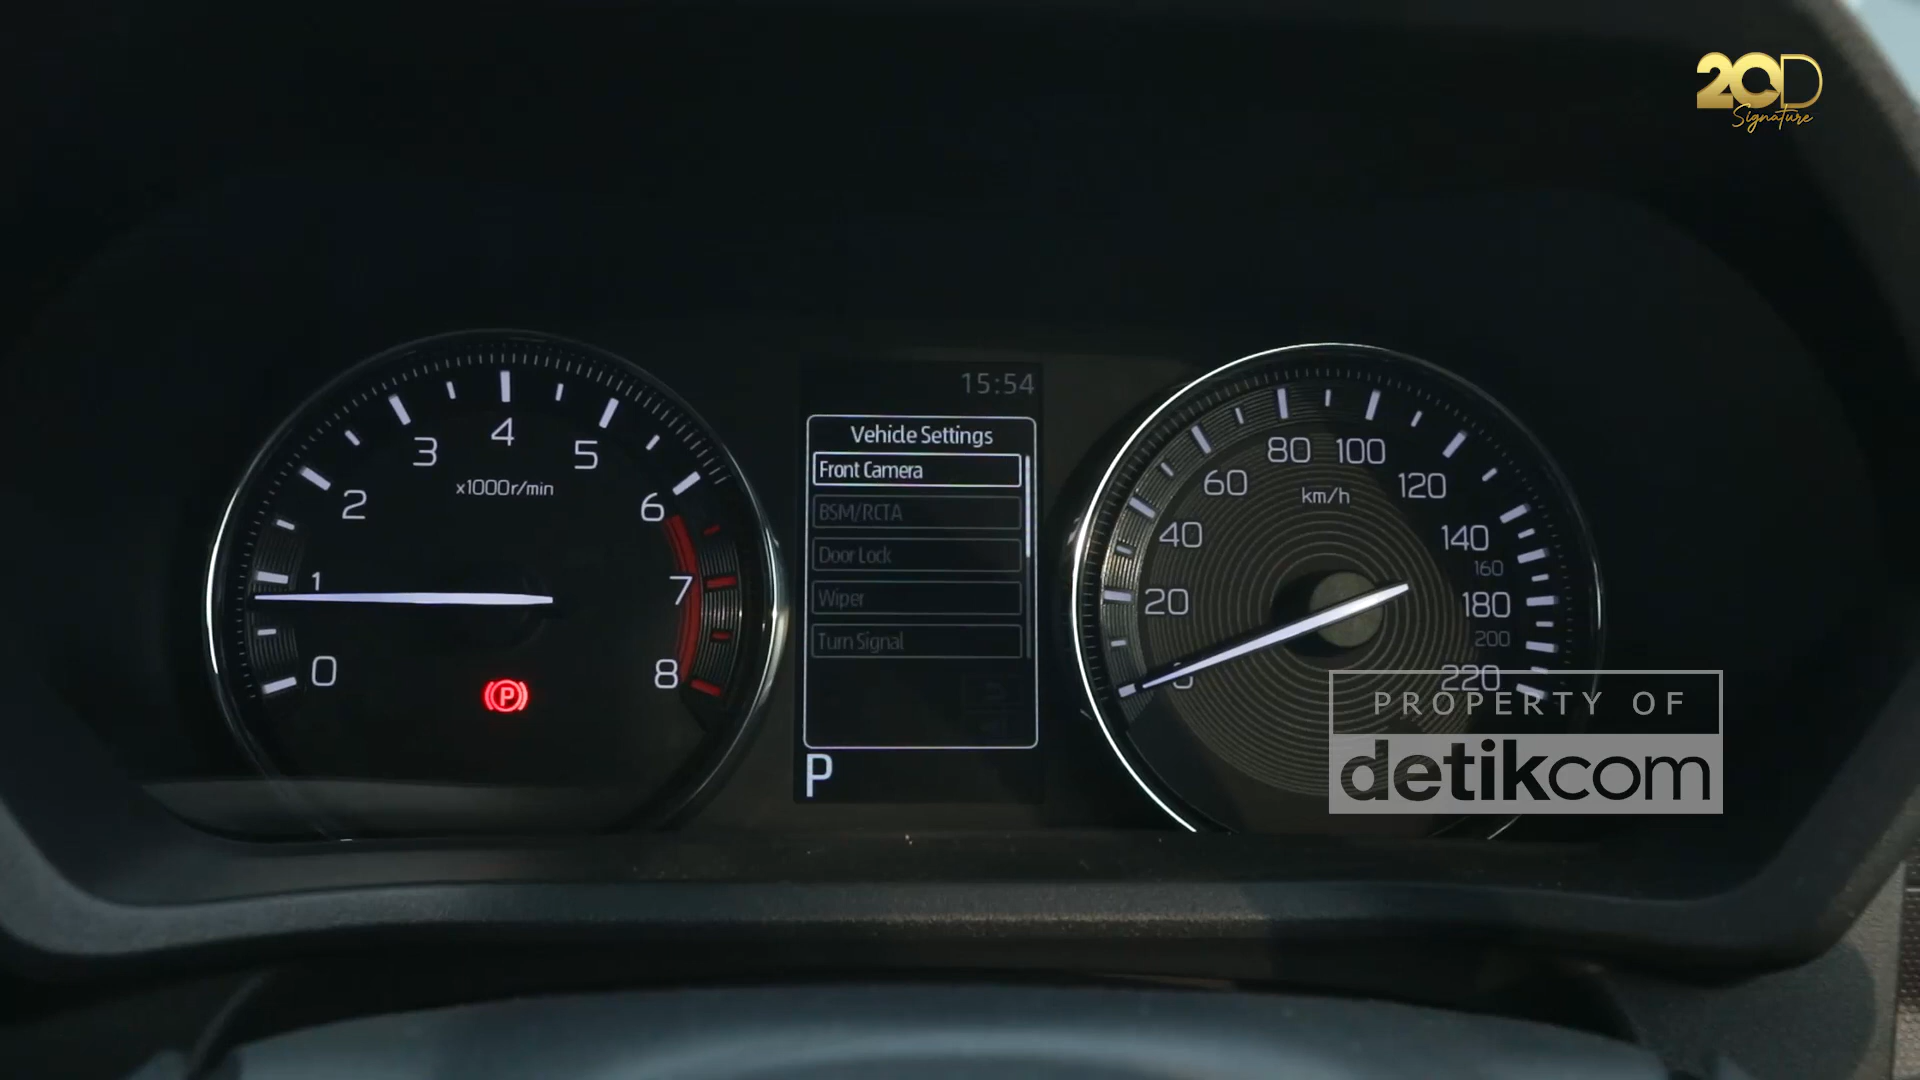 20D
Signature
15:54
Vehicle Settings
Front Camera
BSM/RCTA
Door Lock
Wiper
Turn Signal
P
0
1
2
3
4
5
6
7
8
x1000r/min
P
20
40
60
80
100
120
140
160
180
200
220
km/h
PROPERTY OF
detikcom